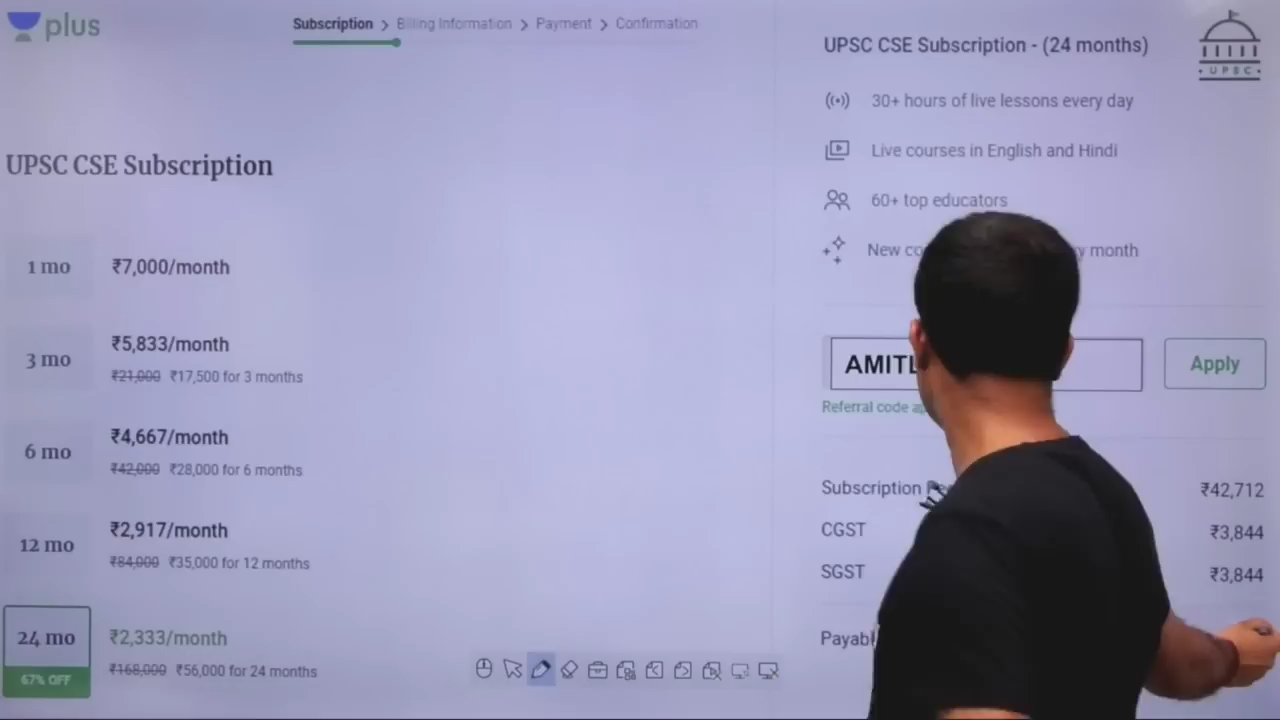 plus
Subscription > Billing Information > Payment > Confirmation
UPSC CSE Subscription
1 mo ₹7,000/month
3 mo ₹5,833/month
₹21,000 ₹17,500 for 3 months
6 mo ₹4,667/month
₹42,000 ₹28,000 for 6 months
12 mo ₹2,917/month
₹84,000 ₹35,000 for 12 months
24 mo ₹2,333/month
67% OFF ₹168,000 ₹56,000 for 24 months
UPSC CSE Subscription - (24 months)
UPSC
30+ hours of live lessons every day
Live courses in English and Hindi
60+ top educators
New month
Apply
Referral code
Subscription ₹42,712
CGST ₹3,844
SGST ₹3,844